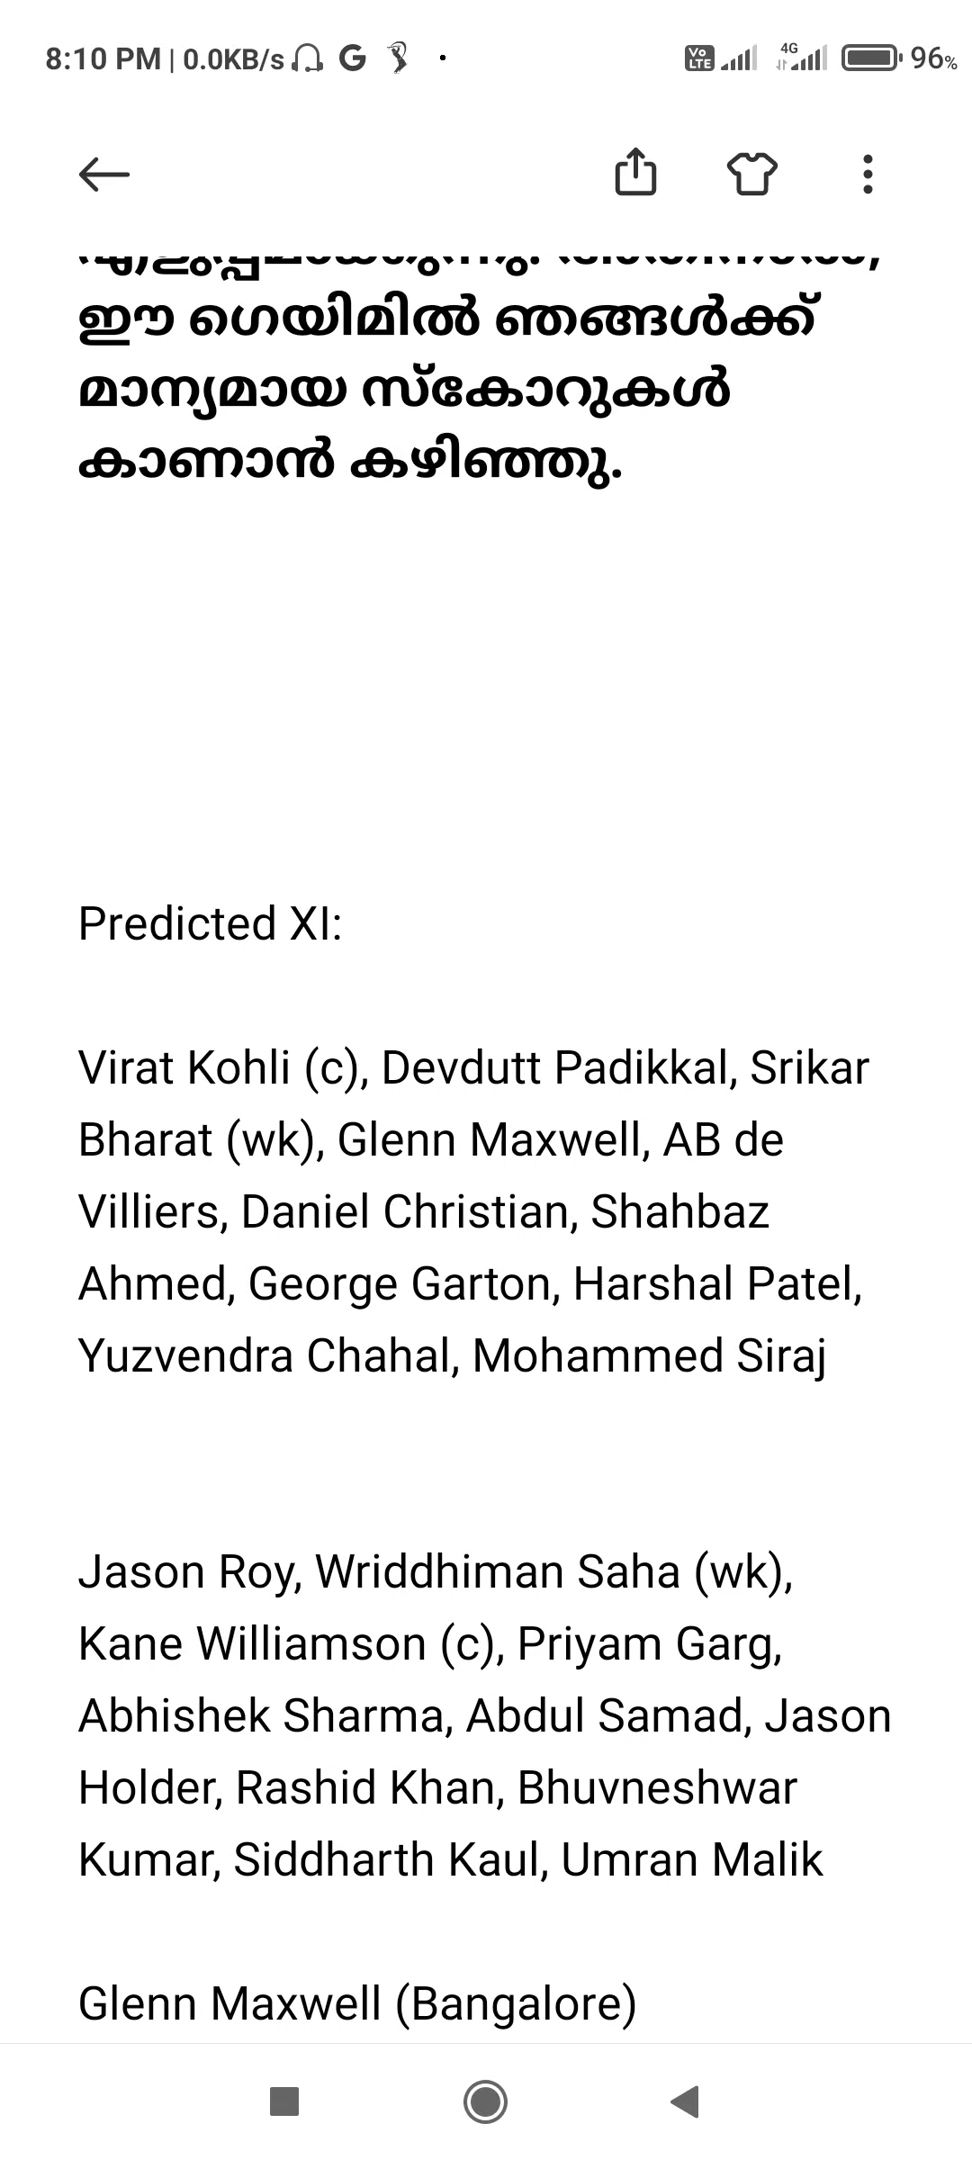 8:10 PM | 0.0KB/s
Vo LTE 4G 96%
ഈ ഗെയിമിൽ ഞങ്ങൾക്ക്
മാന്യമായ സ്കോറുകൾ
കാണാൻ കഴിഞ്ഞു.
Predicted XI:
Virat Kohli (c), Devdutt Padikkal, Srikar
Bharat (wk), Glenn Maxwell, AB de
Villiers, Daniel Christian, Shahbaz
Ahmed, George Garton, Harshal Patel,
Yuzvendra Chahal, Mohammed Siraj
Jason Roy, Wriddhiman Saha (wk),
Kane Williamson (c), Priyam Garg,
Abhishek Sharma, Abdul Samad, Jason
Holder, Rashid Khan, Bhuvneshwar
Kumar, Siddharth Kaul, Umran Malik
Glenn Maxwell (Bangalore)